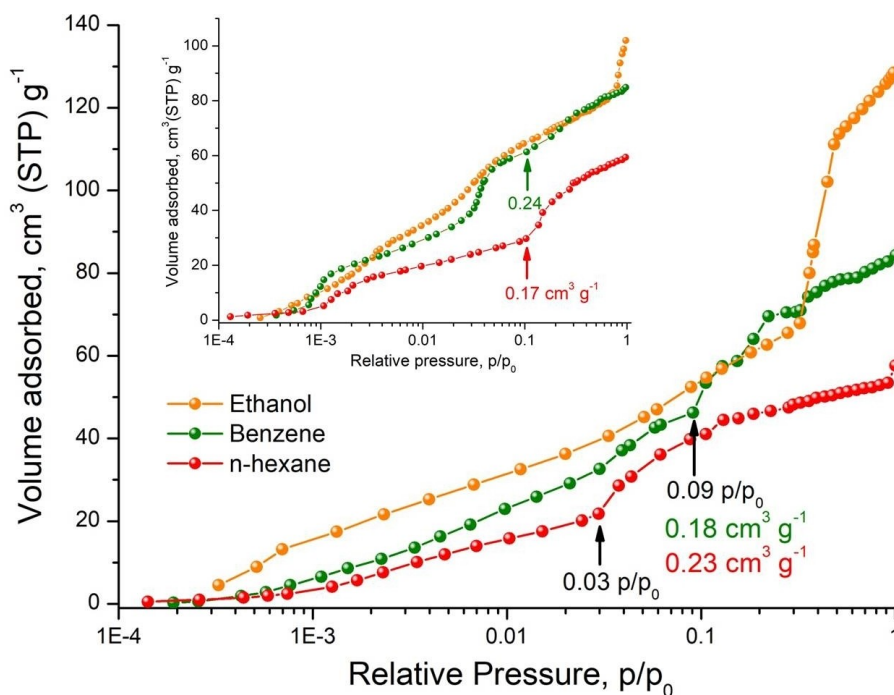 Volume adsorbed, cm³ (STP) g⁻¹
140
120
100
80
60
40
20
0
1E-4
1E-3
0.01
0.1
1
Relative Pressure, p/p₀
Ethanol
Benzene
n-hexane
0.03 p/p₀
0.09 p/p₀
0.18 cm³ g⁻¹
0.23 cm³ g⁻¹
Volume adsorbed, cm³(STP) g⁻¹
100
80
60
40
20
0
1E-4
1E-3
0.01
0.1
1
Relative pressure, p/p₀
0.24
0.17 cm³ g⁻¹